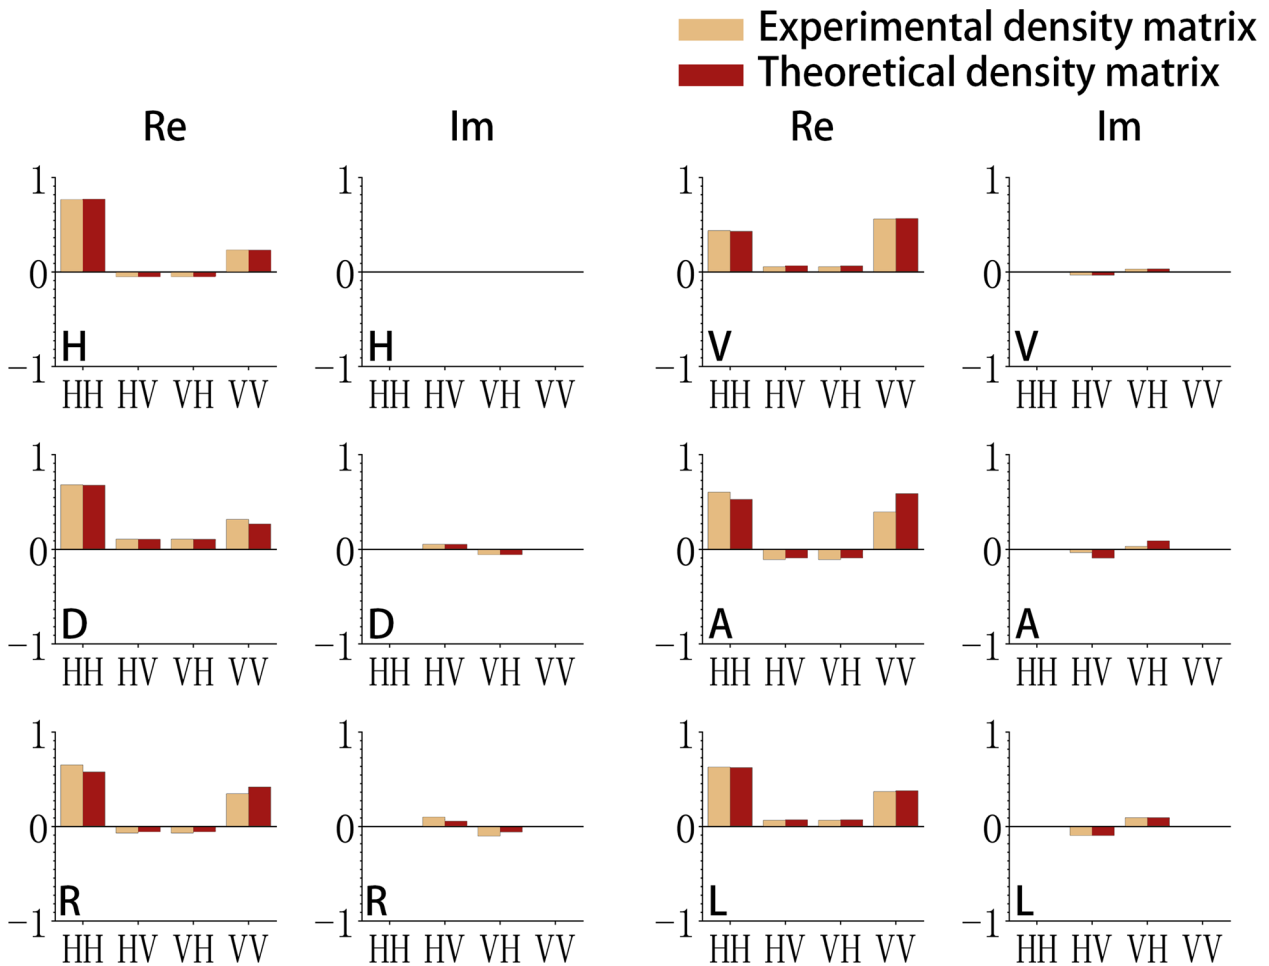 Experimental density matrix
Theoretical density matrix
Re Im Re Im
1 1 1 1
0 0 0 0
H H V V
−1 −1 −1 −1
HH HV VH VV HH HV VH VV HH HV VH VV HH HV VH VV
1 1 1 1
0 0 0 0
D D A A
−1 −1 −1 −1
HH HV VH VV HH HV VH VV HH HV VH VV HH HV VH VV
1 1 1 1
0 0 0 0
R R L L
−1 −1 −1 −1
HH HV VH VV HH HV VH VV HH HV VH VV HH HV VH VV